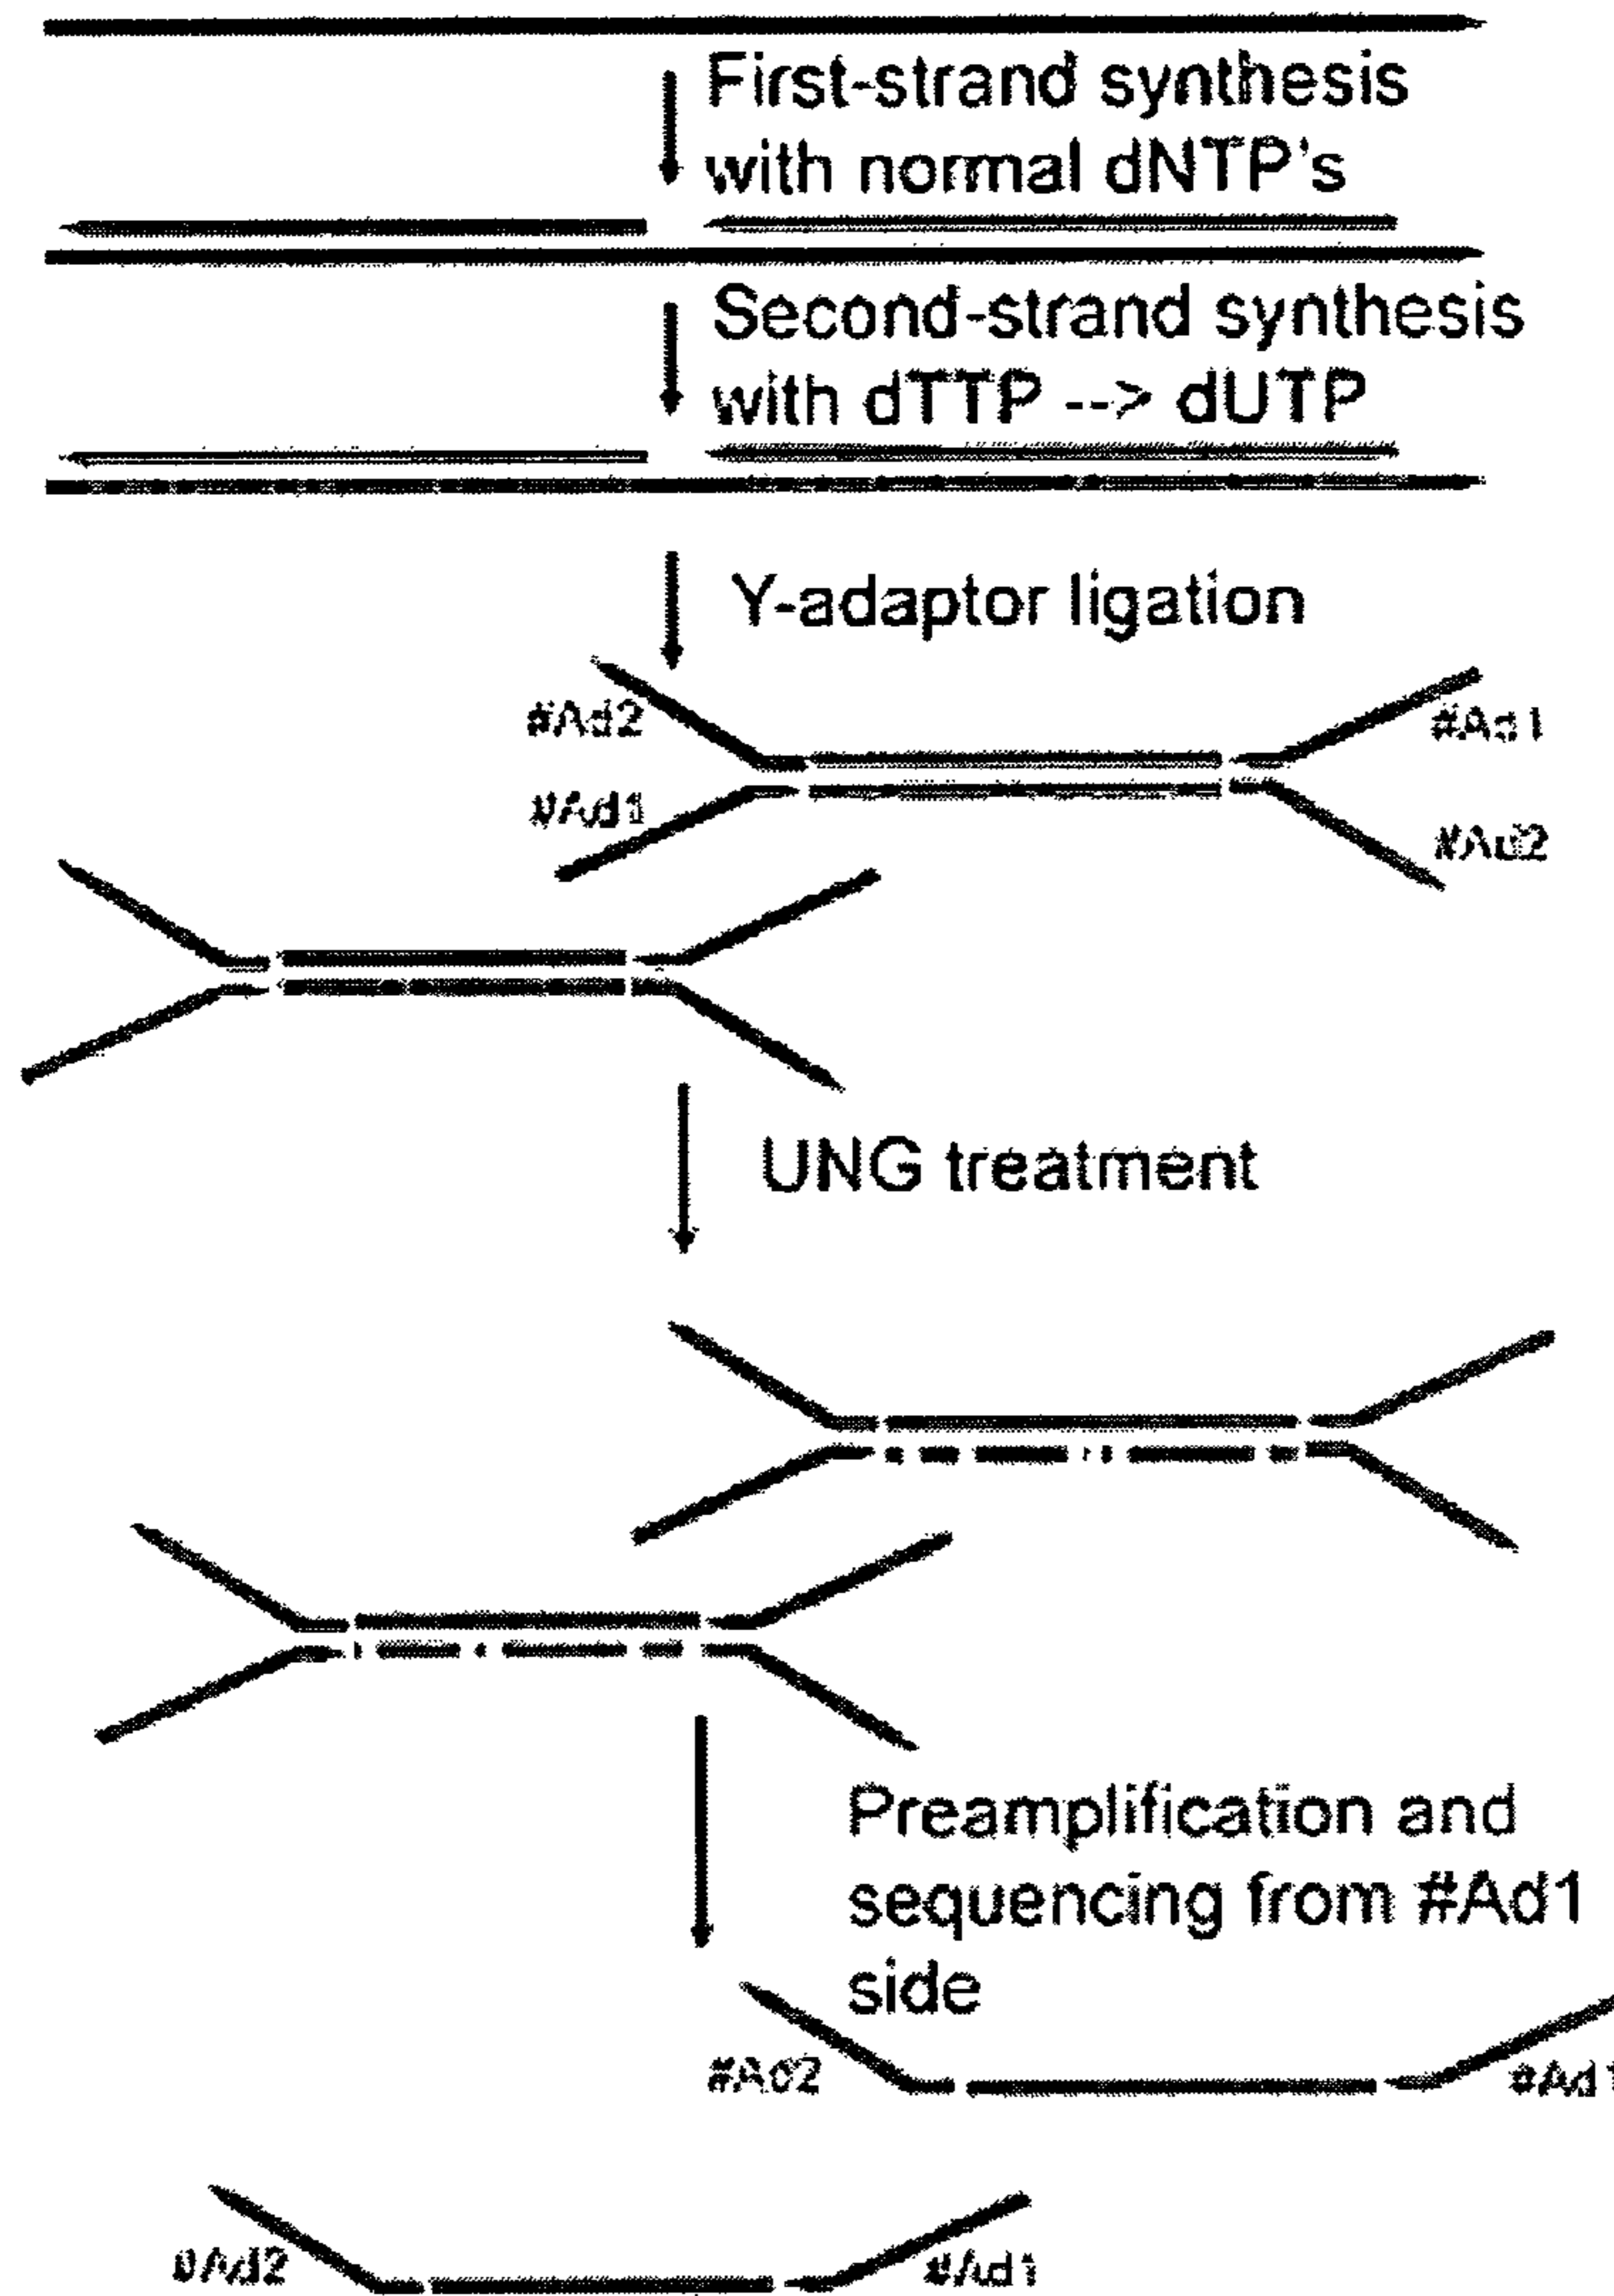 First-strand synthesis
with normal dNTP's
Second-strand synthesis
with dTTP --> dUTP
Y-adaptor ligation
#Ad2
#Ad1
#Ad1
#Ad2
UNG treatment
Preamplification and
sequencing from #Ad1
side
#Ad2
#Ad1
#Ad2
#Ad1